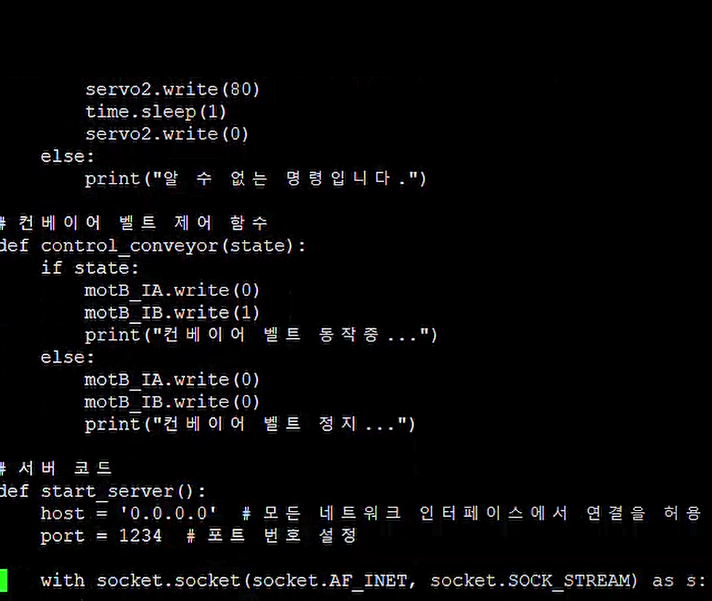 servo2.write(80)
        time.sleep(1)
        servo2.write(0)
    else:
        print("알 수 없는 명령입니다.")
# 컨베이어 벨트 제어 함수
def control_conveyor(state):
    if state:
        motB_IA.write(0)
        motB_IB.write(1)
        print("컨베이어 벨트 동작중...")
    else:
        motB_IA.write(0)
        motB_IB.write(0)
        print("컨베이어 벨트 정지...")
# 서버 코드
def start_server():
    host = '0.0.0.0'  # 모든 네트워크 인터페이스에서 연결을 허용
    port = 1234  # 포트 번호 설정
    with socket.socket(socket.AF_INET, socket.SOCK_STREAM) as s: